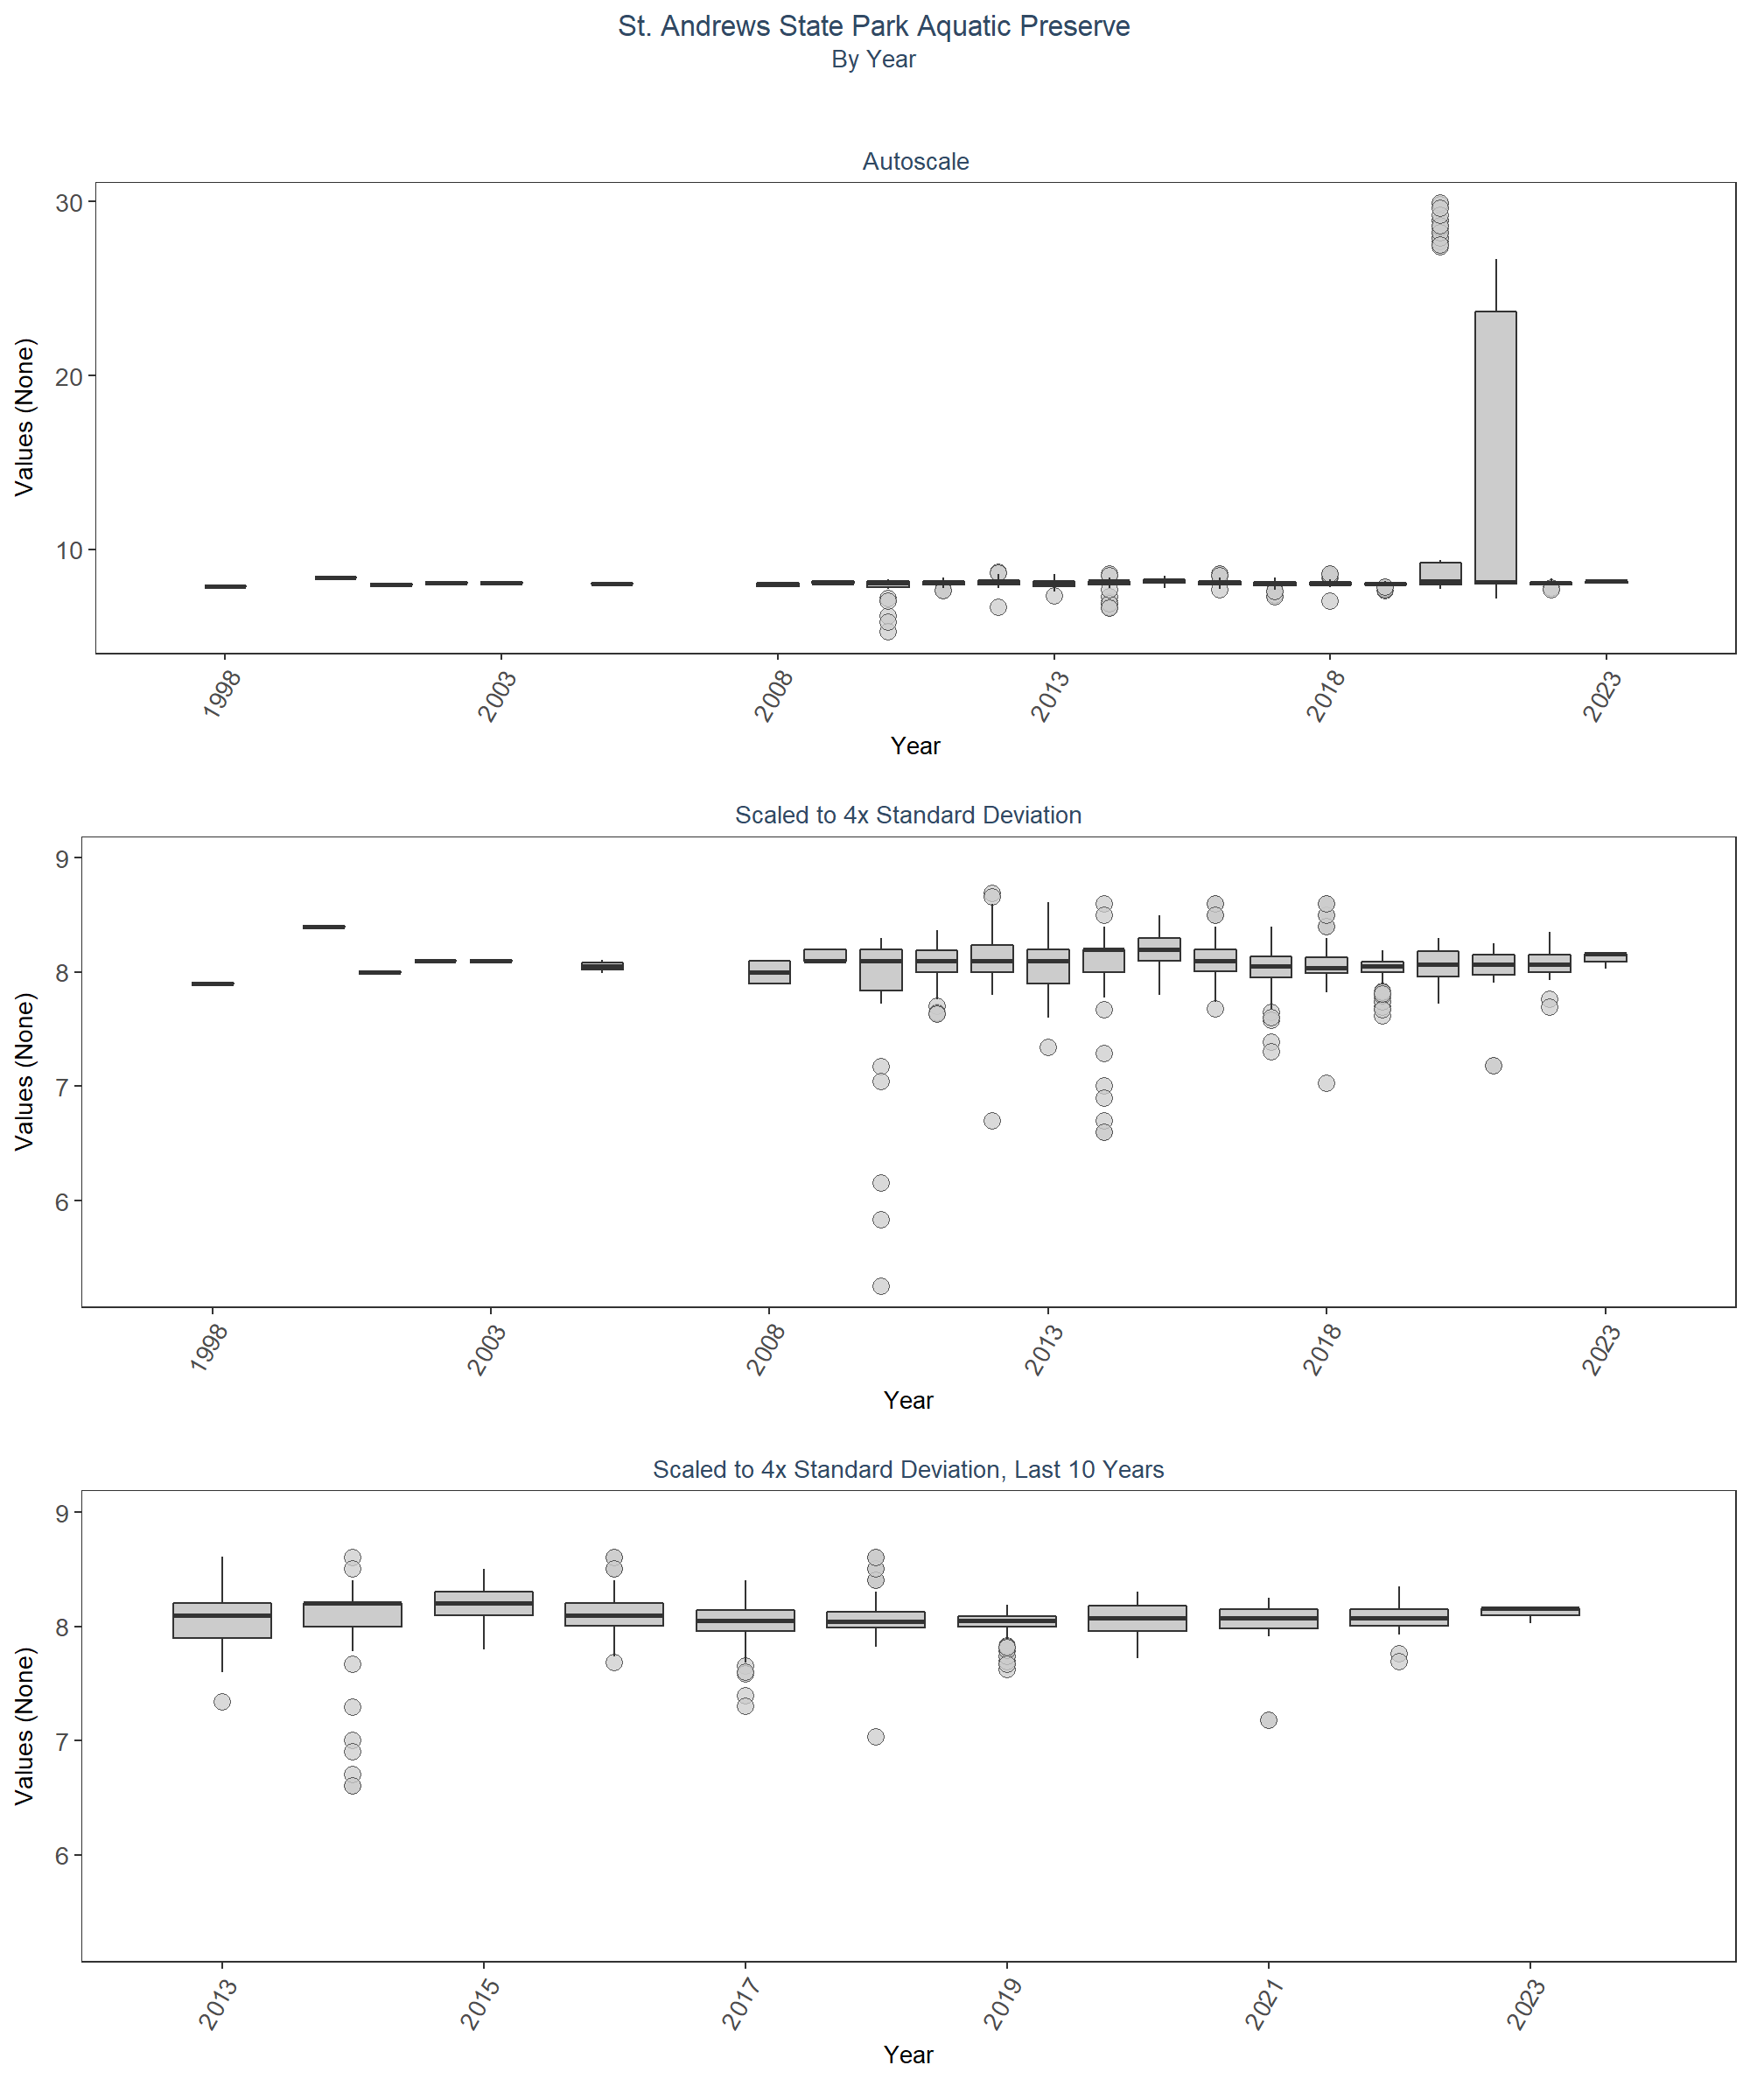 St. Andrews State Park Aquatic Preserve
By Year
Autoscale
Values (None)
30
20
10
1998
2003
2008
2013
2018
2023
Year
Scaled to 4x Standard Deviation
Values (None)
9
8
7
6
1998
2003
2008
2013
2018
2023
Year
Scaled to 4x Standard Deviation, Last 10 Years
Values (None)
9
8
7
6
2013
2015
2017
2019
2021
2023
Year